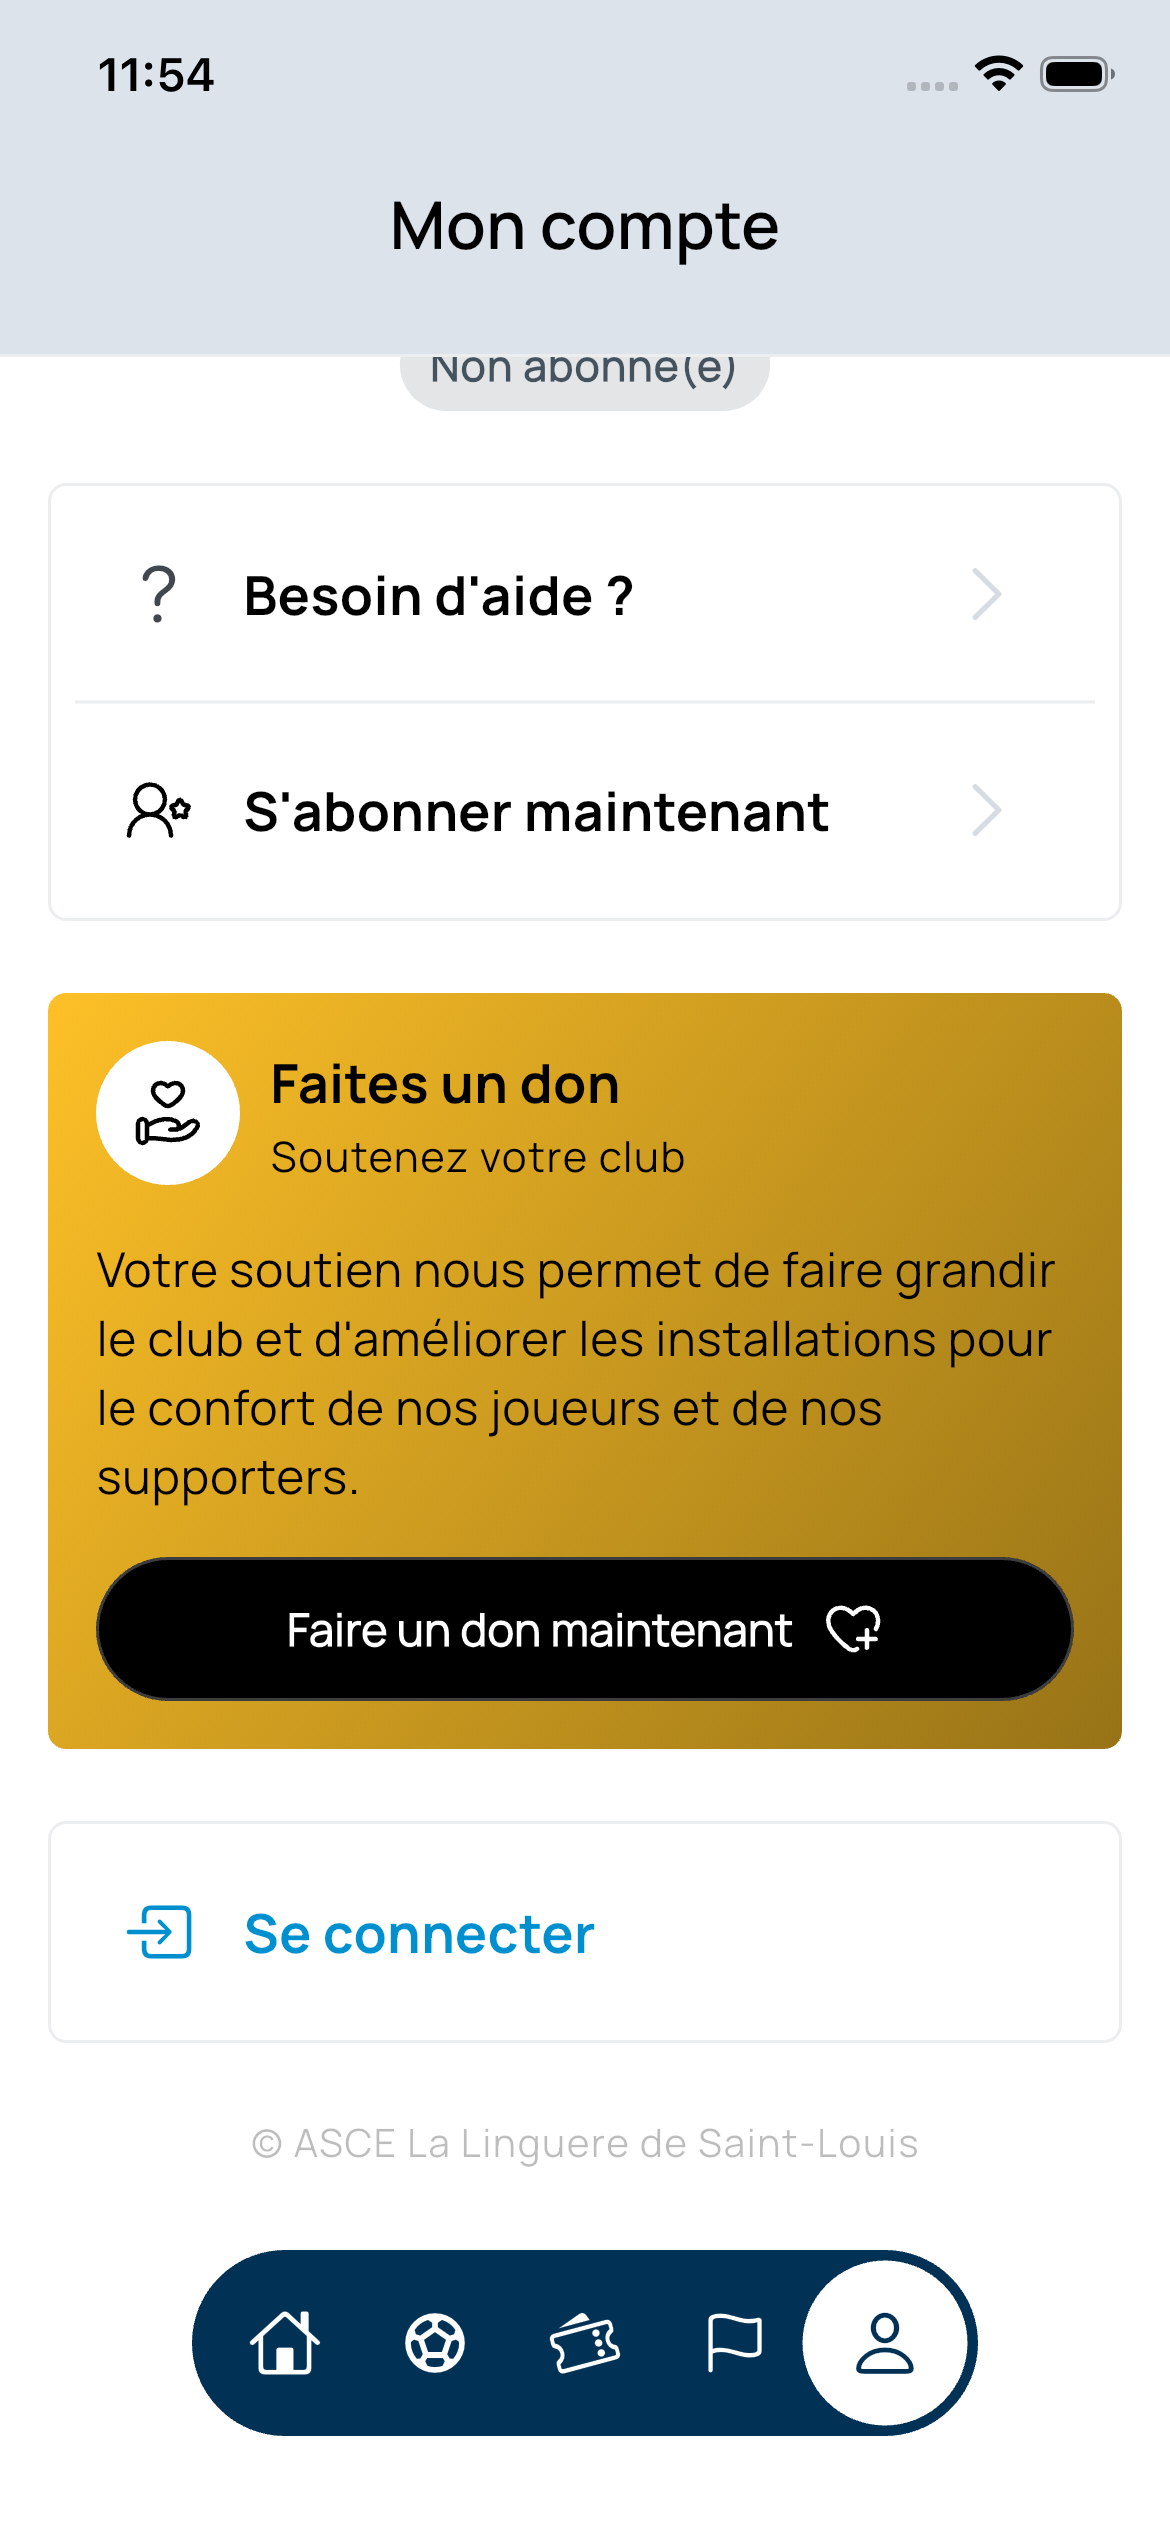 11:54
Mon compte
Non abonné(e)
Besoin d'aide ?
S'abonner maintenant
Faites un don
Soutenez votre club
Votre soutien nous permet de faire grandir
le club et d'améliorer les installations pour
le confort de nos joueurs et de nos
supporters.
Faire un don maintenant
Se connecter
© ASCE La Linguere de Saint-Louis